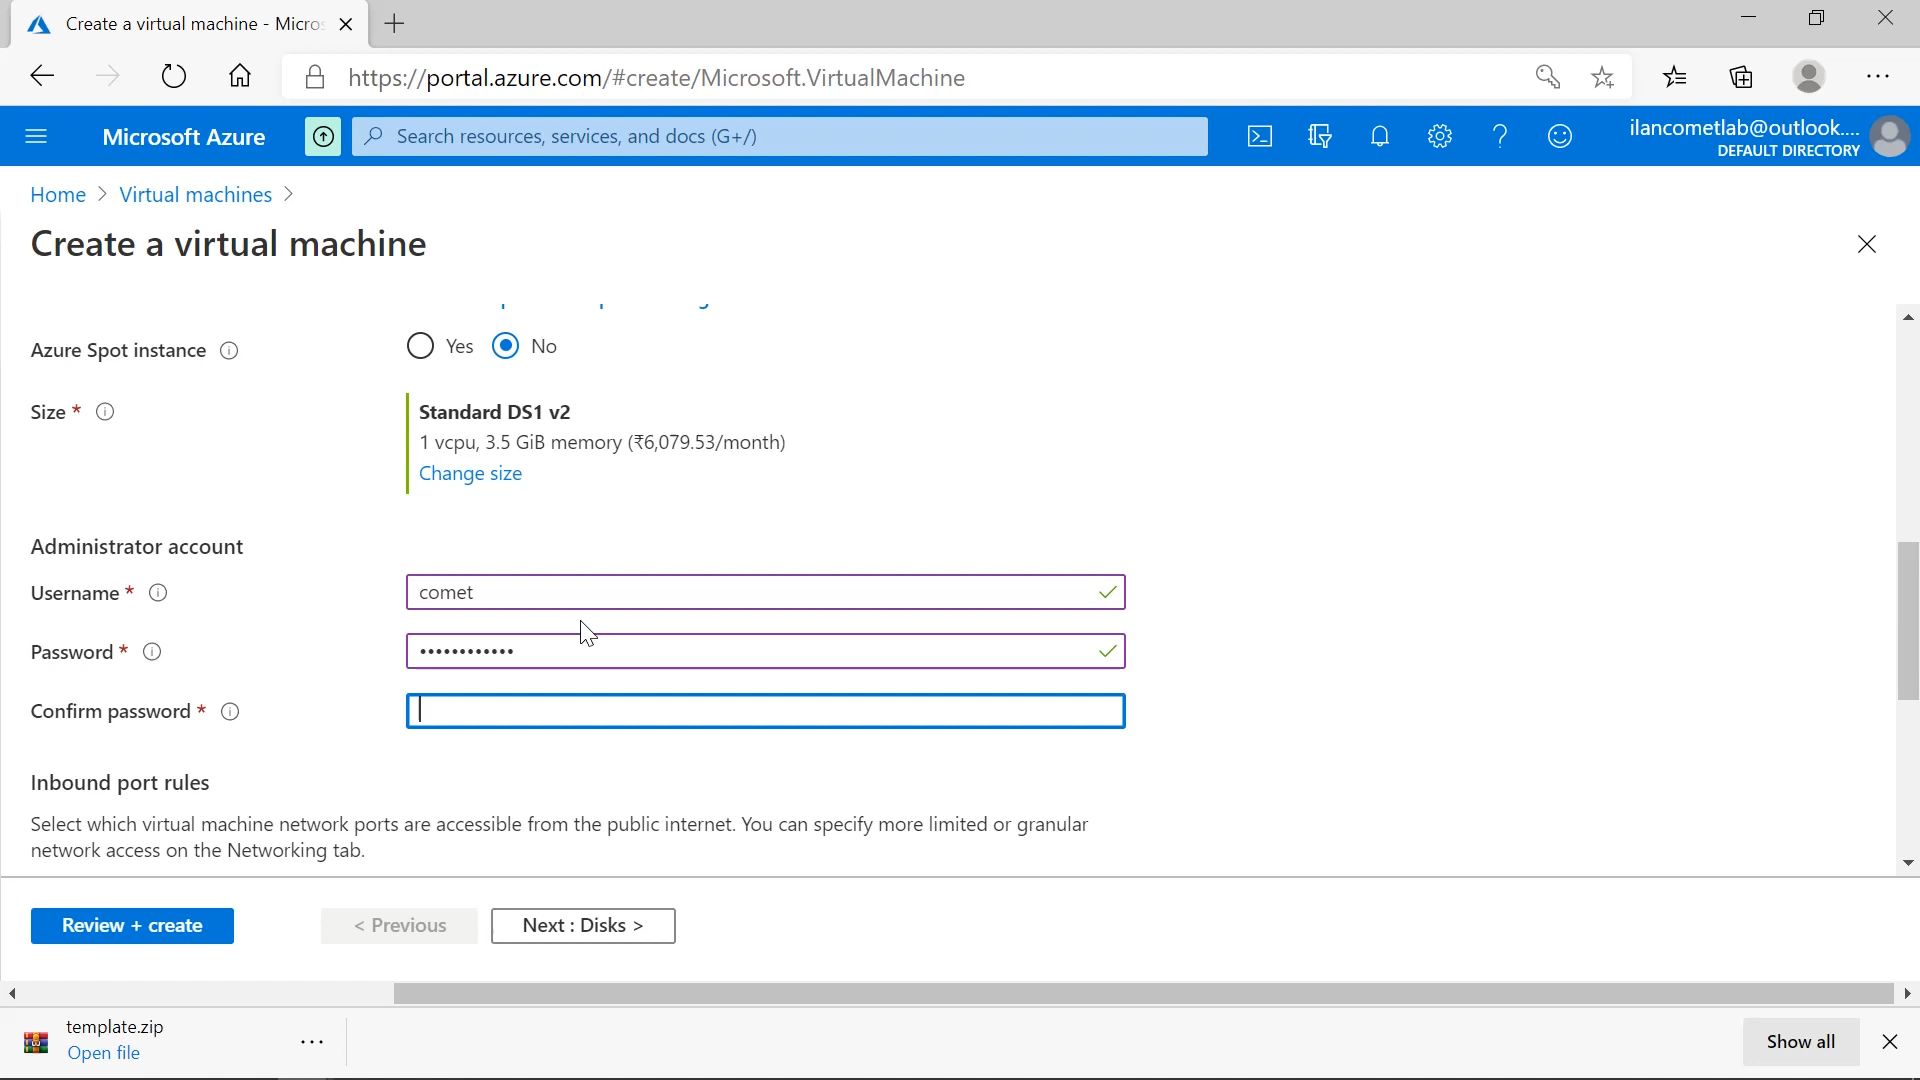 Create a virtual machine - Micros
https://portal.azure.com/#create/Microsoft.VirtualMachine
Microsoft Azure
Search resources, services, and docs (G+/)
ilancometlab@outlook....
DEFAULT DIRECTORY
Home > Virtual machines >
Create a virtual machine
Azure Spot instance
Yes No
Size *
Standard DS1 v2
1 vcpu, 3.5 GiB memory (₹6,079.53/month)
Change size
Administrator account
Username * comet
Password * ••••••••••••
Confirm password *
Inbound port rules
Select which virtual machine network ports are accessible from the public internet. You can specify more limited or granular
network access on the Networking tab.
Review + create < Previous Next : Disks >
template.zip
Open file
Show all